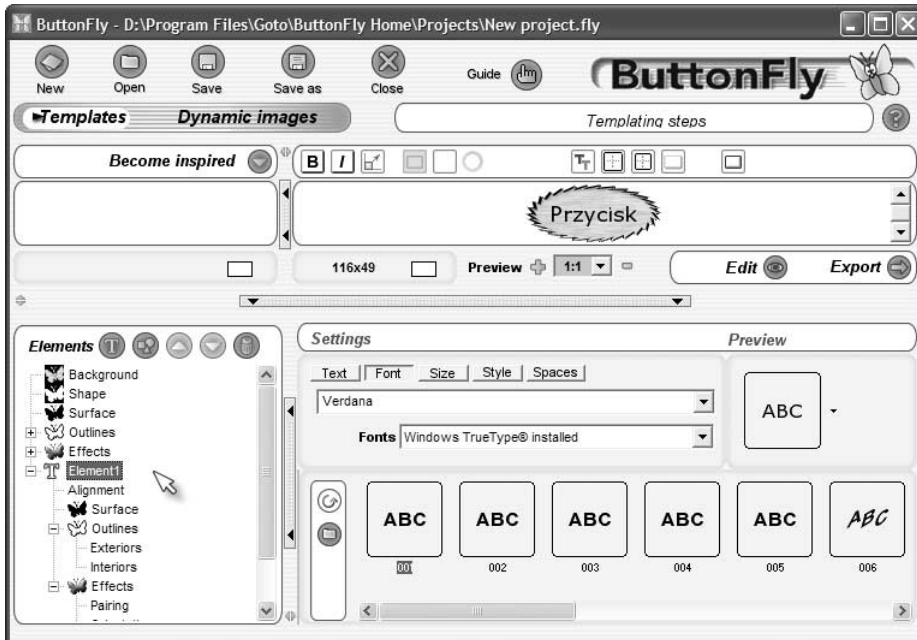 ButtonFly - D:\Program Files\Goto\ButtonFly Home\Projects\New project.fly
New Open Save Save as Close Guide ButtonFly
Templates Dynamic images Templating steps
Become inspired B I TT
Przycisk
116x49 Preview 1:1 Edit Export
Elements T
Background
Shape
Surface
Outlines
Effects
T Element1
Alignment
Surface
Outlines
Exteriors
Interiors
Effects
Pairing
Settings Preview
Text Font Size Style Spaces
Verdana
Fonts Windows TrueType® installed
ABC
ABC ABC ABC ABC ABC ABC
001 002 003 004 005 006